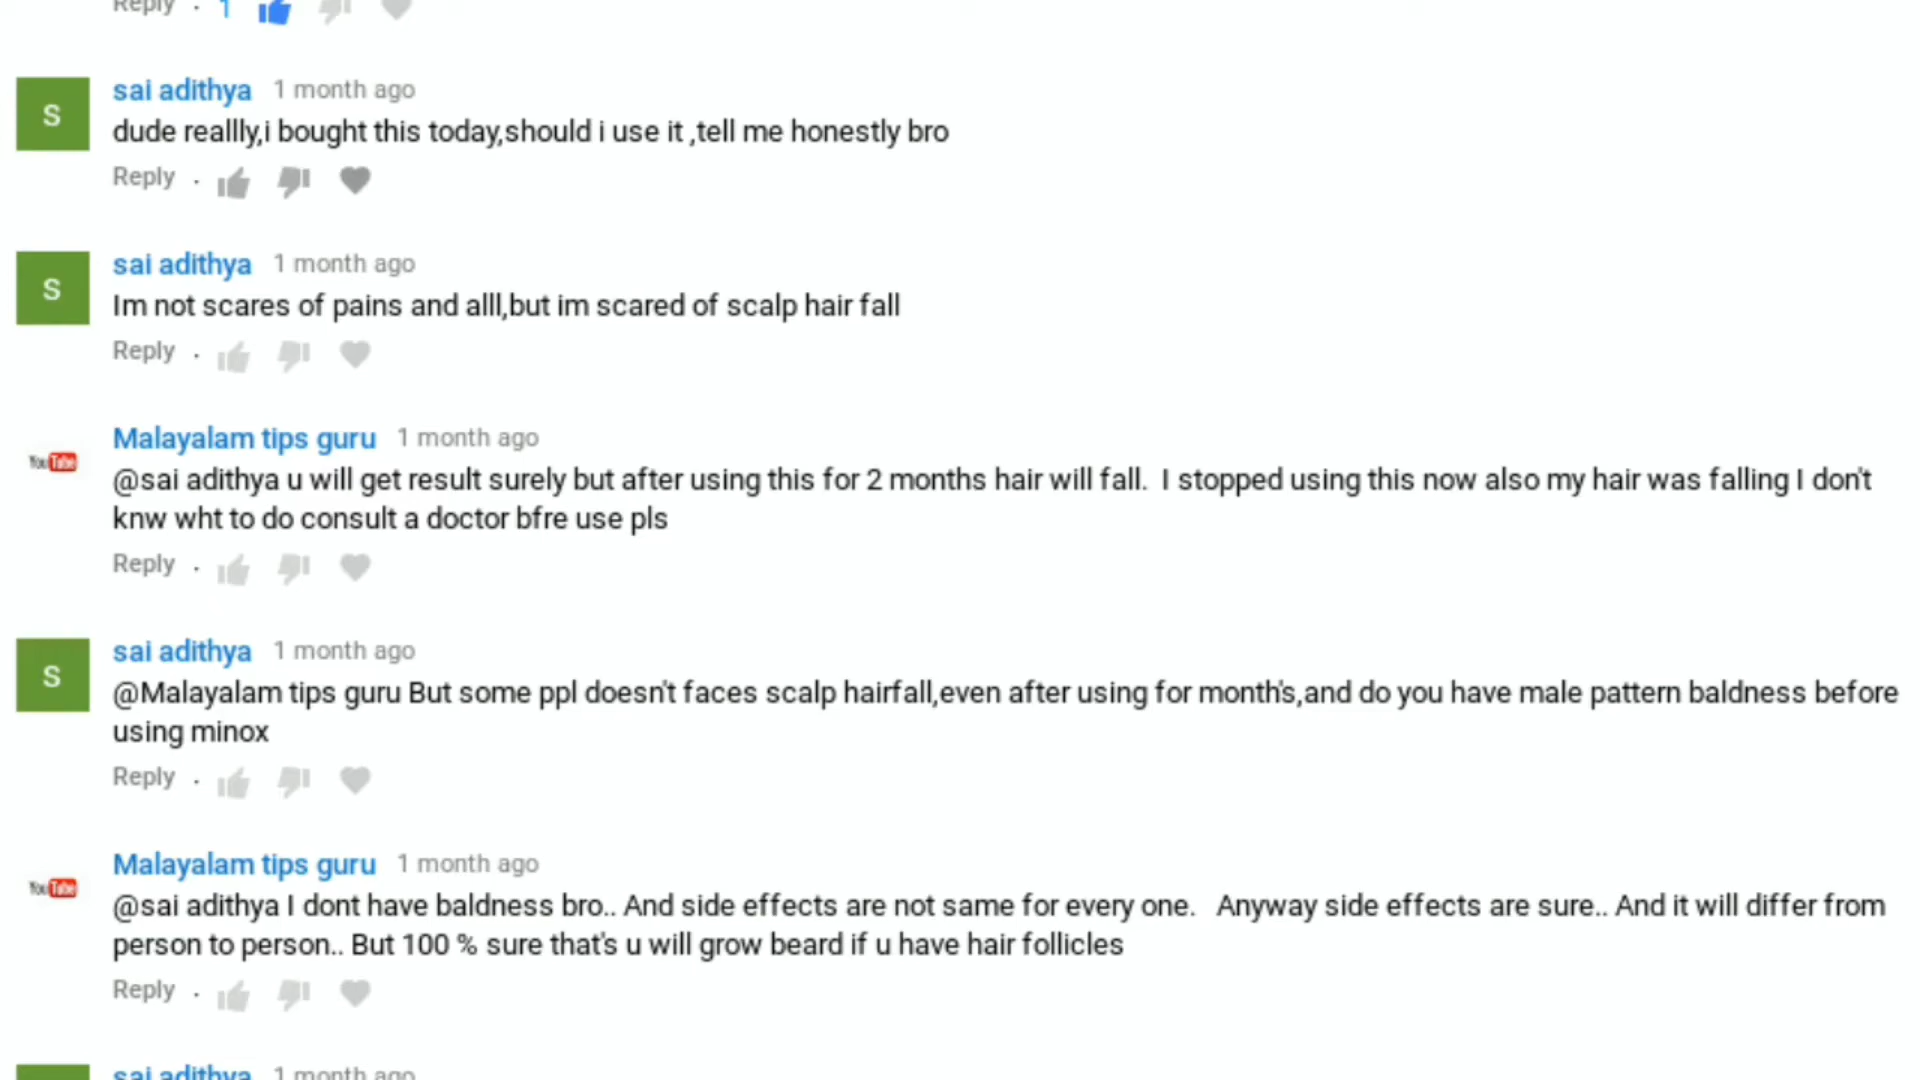 Reply . 1
S
sai adithya 1 month ago
dude reallly,i bought this today,should i use it ,tell me honestly bro
Reply .
S
sai adithya 1 month ago
Im not scares of pains and alll,but im scared of scalp hair fall
Reply .
YouTube
Malayalam tips guru 1 month ago
@sai adithya u will get result surely but after using this for 2 months hair will fall.  I stopped using this now also my hair was falling I don't
knw wht to do consult a doctor bfre use pls
Reply .
S
sai adithya 1 month ago
@Malayalam tips guru But some ppl doesn't faces scalp hairfall,even after using for month's,and do you have male pattern baldness before
using minox
Reply .
YouTube
Malayalam tips guru 1 month ago
@sai adithya I dont have baldness bro.. And side effects are not same for every one.   Anyway side effects are sure.. And it will differ from
person to person.. But 100 % sure that's u will grow beard if u have hair follicles
Reply .
sai adithya 1 month ago